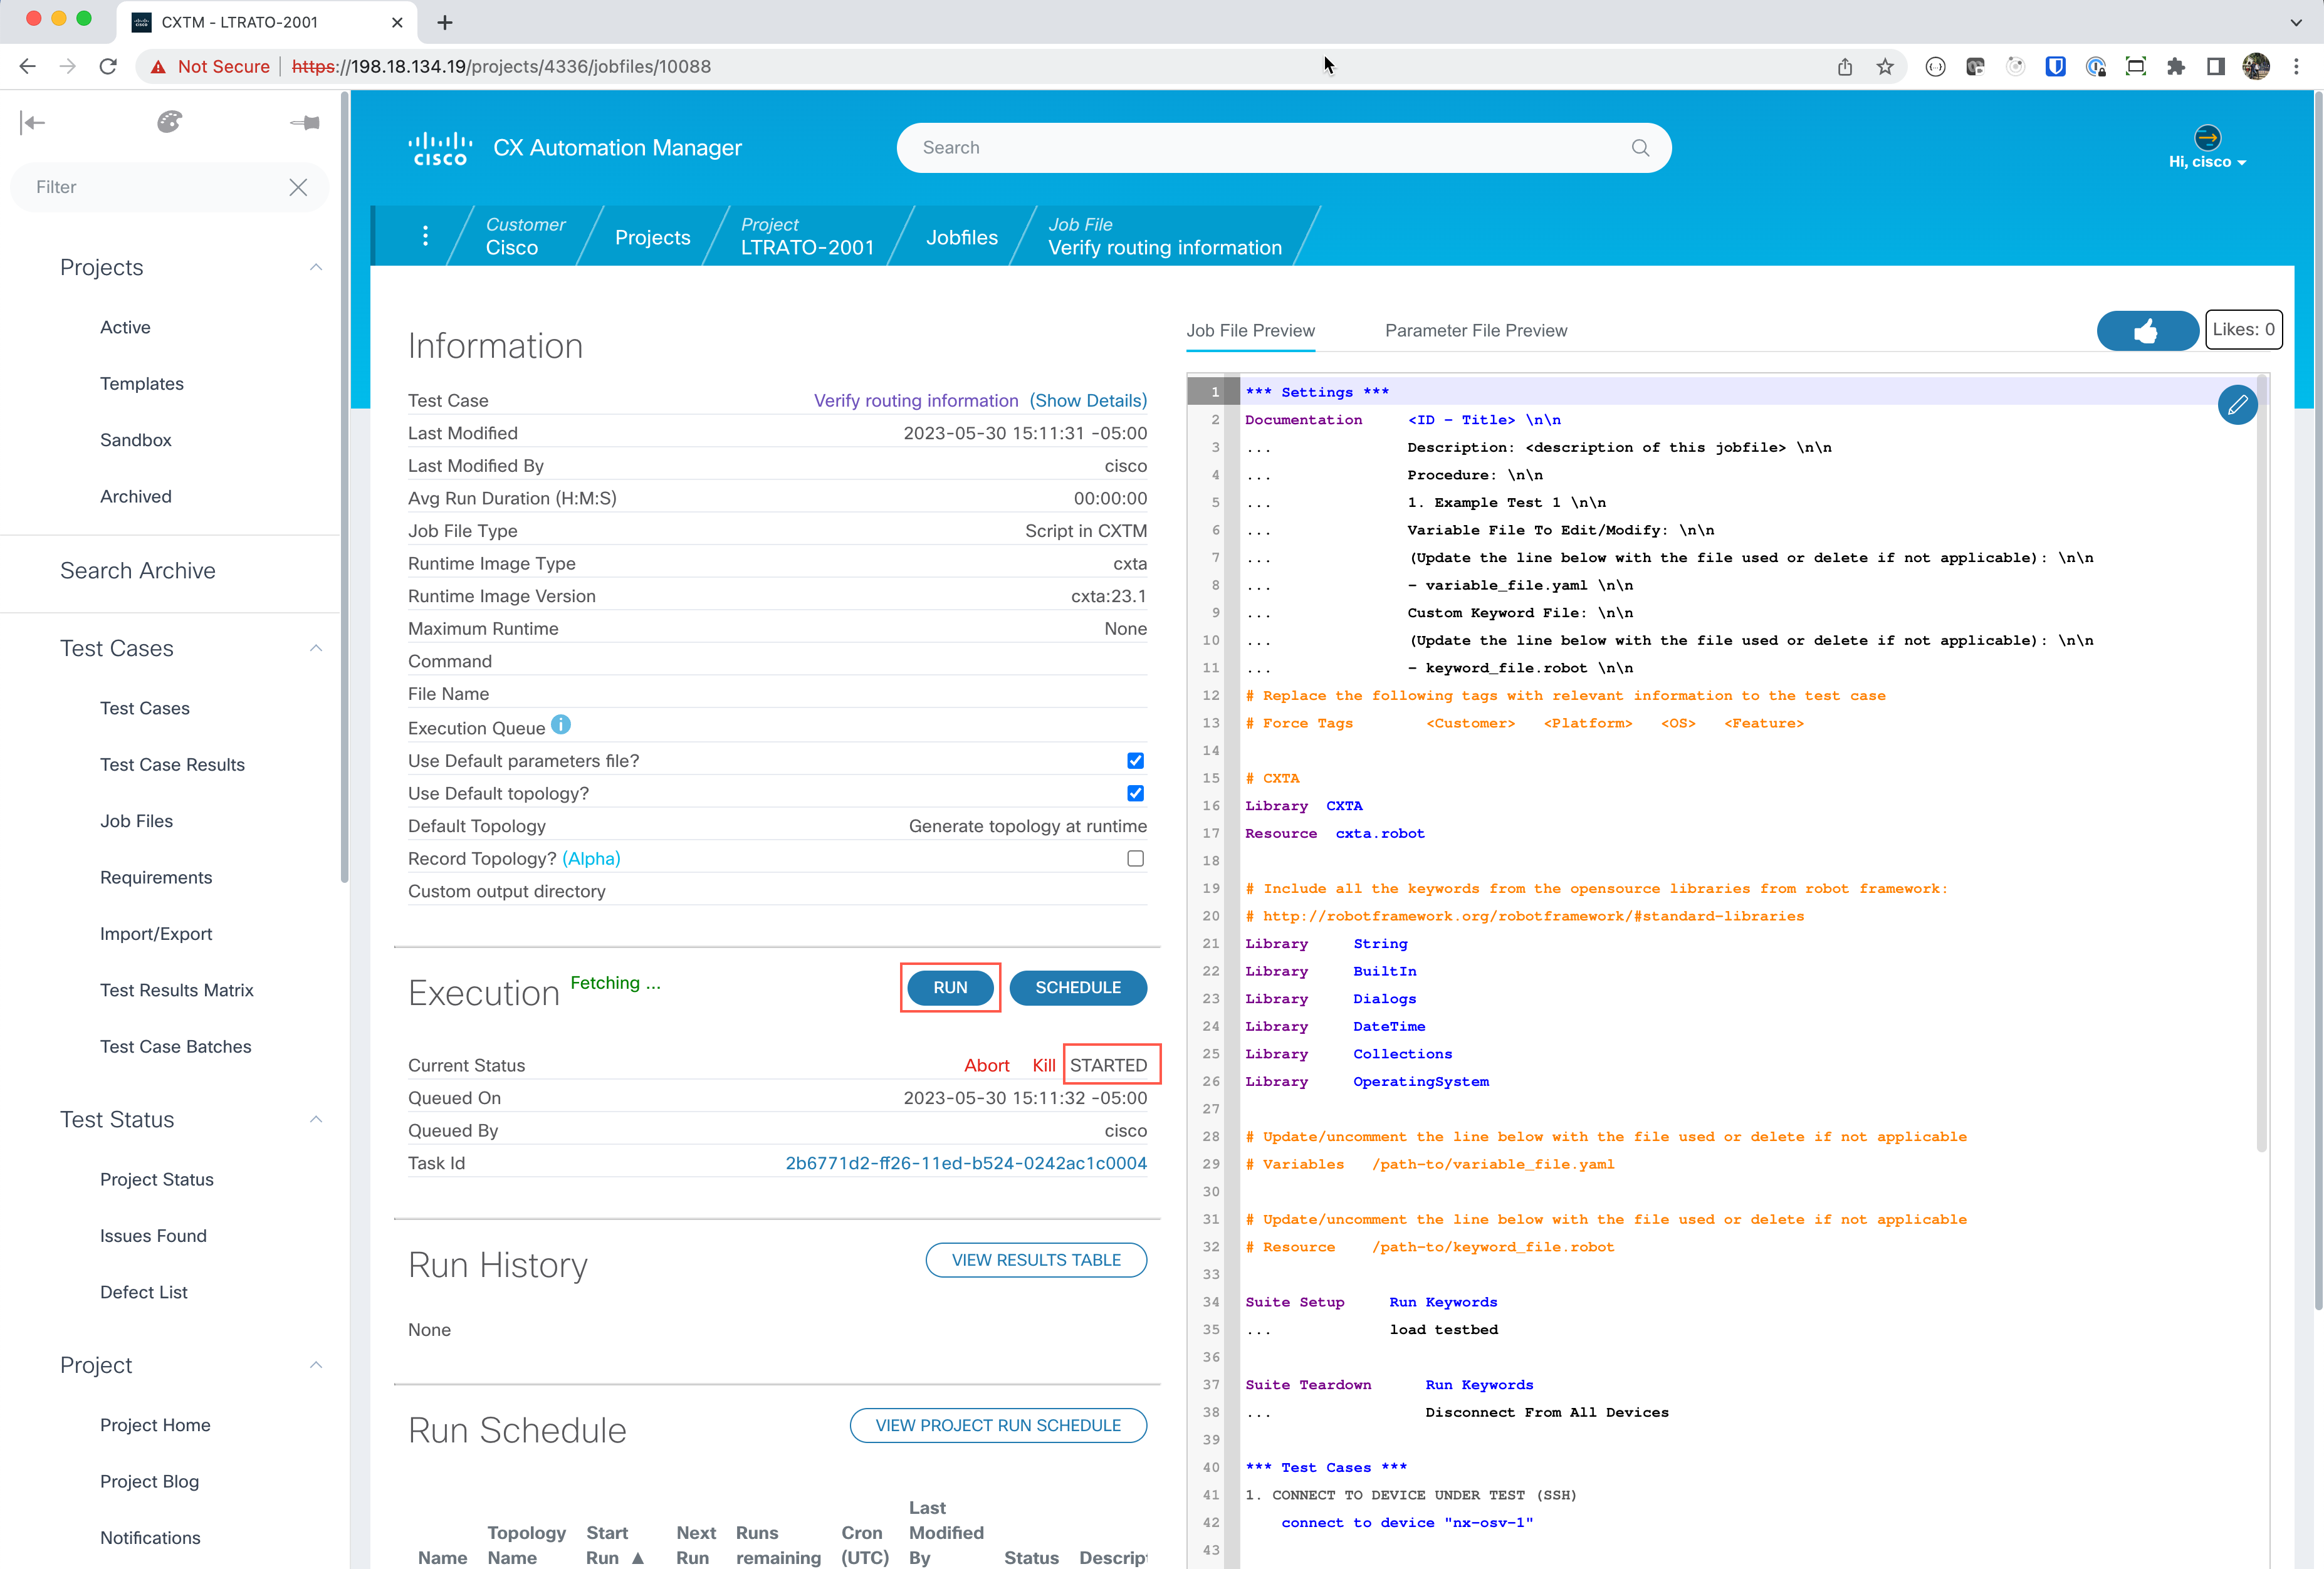 CXTM - LTRATO-2001
Not Secure
https://198.18.134.19/projects/4336/jobfiles/10088
CISCO
CX Automation Manager
Search
Hi, cisco
Filter
Customer
Cisco
Projects
Project
LTRATO-2001
Jobfiles
Job File
Verify routing information
Projects
Active
Templates
Sandbox
Archived
Search Archive
Test Cases
Test Cases
Test Case Results
Job Files
Requirements
Import/Export
Test Results Matrix
Test Case Batches
Test Status
Project Status
Issues Found
Defect List
Project
Project Home
Project Blog
Notifications
Information
Test Case Verify routing information (Show Details)
Last Modified 2023-05-30 15:11:31 -05:00
Last Modified By cisco
Avg Run Duration (H:M:S) 00:00:00
Job File Type Script in CXTM
Runtime Image Type cxta
Runtime Image Version cxta:23.1
Maximum Runtime None
Command
File Name
Execution Queue
Use Default parameters file?
Use Default topology?
Default Topology Generate topology at runtime
Record Topology? (Alpha)
Custom output directory
Execution Fetching ... RUN SCHEDULE
Current Status Abort Kill STARTED
Queued On 2023-05-30 15:11:32 -05:00
Queued By cisco
Task Id 2b6771d2-ff26-11ed-b524-0242ac1c0004
Run History VIEW RESULTS TABLE
None
Run Schedule VIEW PROJECT RUN SCHEDULE
Name
Topology Name
Start Run ▲
Next Run
Runs remaining
Cron (UTC)
Last Modified By
Status
Descript
Job File Preview Parameter File Preview
Likes: 0
1 *** Settings ***
2 Documentation <ID - Title> \n\n
3 ... Description: <description of this jobfile> \n\n
4 ... Procedure: \n\n
5 ... 1. Example Test 1 \n\n
6 ... Variable File To Edit/Modify: \n\n
7 ... (Update the line below with the file used or delete if not applicable): \n\n
8 ... - variable_file.yaml \n\n
9 ... Custom Keyword File: \n\n
10 ... (Update the line below with the file used or delete if not applicable): \n\n
11 ... - keyword_file.robot \n\n
12 # Replace the following tags with relevant information to the test case
13 # Force Tags <Customer> <Platform> <OS> <Feature>
14
15 # CXTA
16 Library CXTA
17 Resource cxta.robot
18
19 # Include all the keywords from the opensource libraries from robot framework:
20 # http://robotframework.org/robotframework/#standard-libraries
21 Library String
22 Library BuiltIn
23 Library Dialogs
24 Library DateTime
25 Library Collections
26 Library OperatingSystem
27
28 # Update/uncomment the line below with the file used or delete if not applicable
29 # Variables /path-to/variable_file.yaml
30
31 # Update/uncomment the line below with the file used or delete if not applicable
32 # Resource /path-to/keyword_file.robot
33
34 Suite Setup Run Keywords
35 ... load testbed
36
37 Suite Teardown Run Keywords
38 ... Disconnect From All Devices
39
40 *** Test Cases ***
41 1. CONNECT TO DEVICE UNDER TEST (SSH)
42 connect to device "nx-osv-1"
43